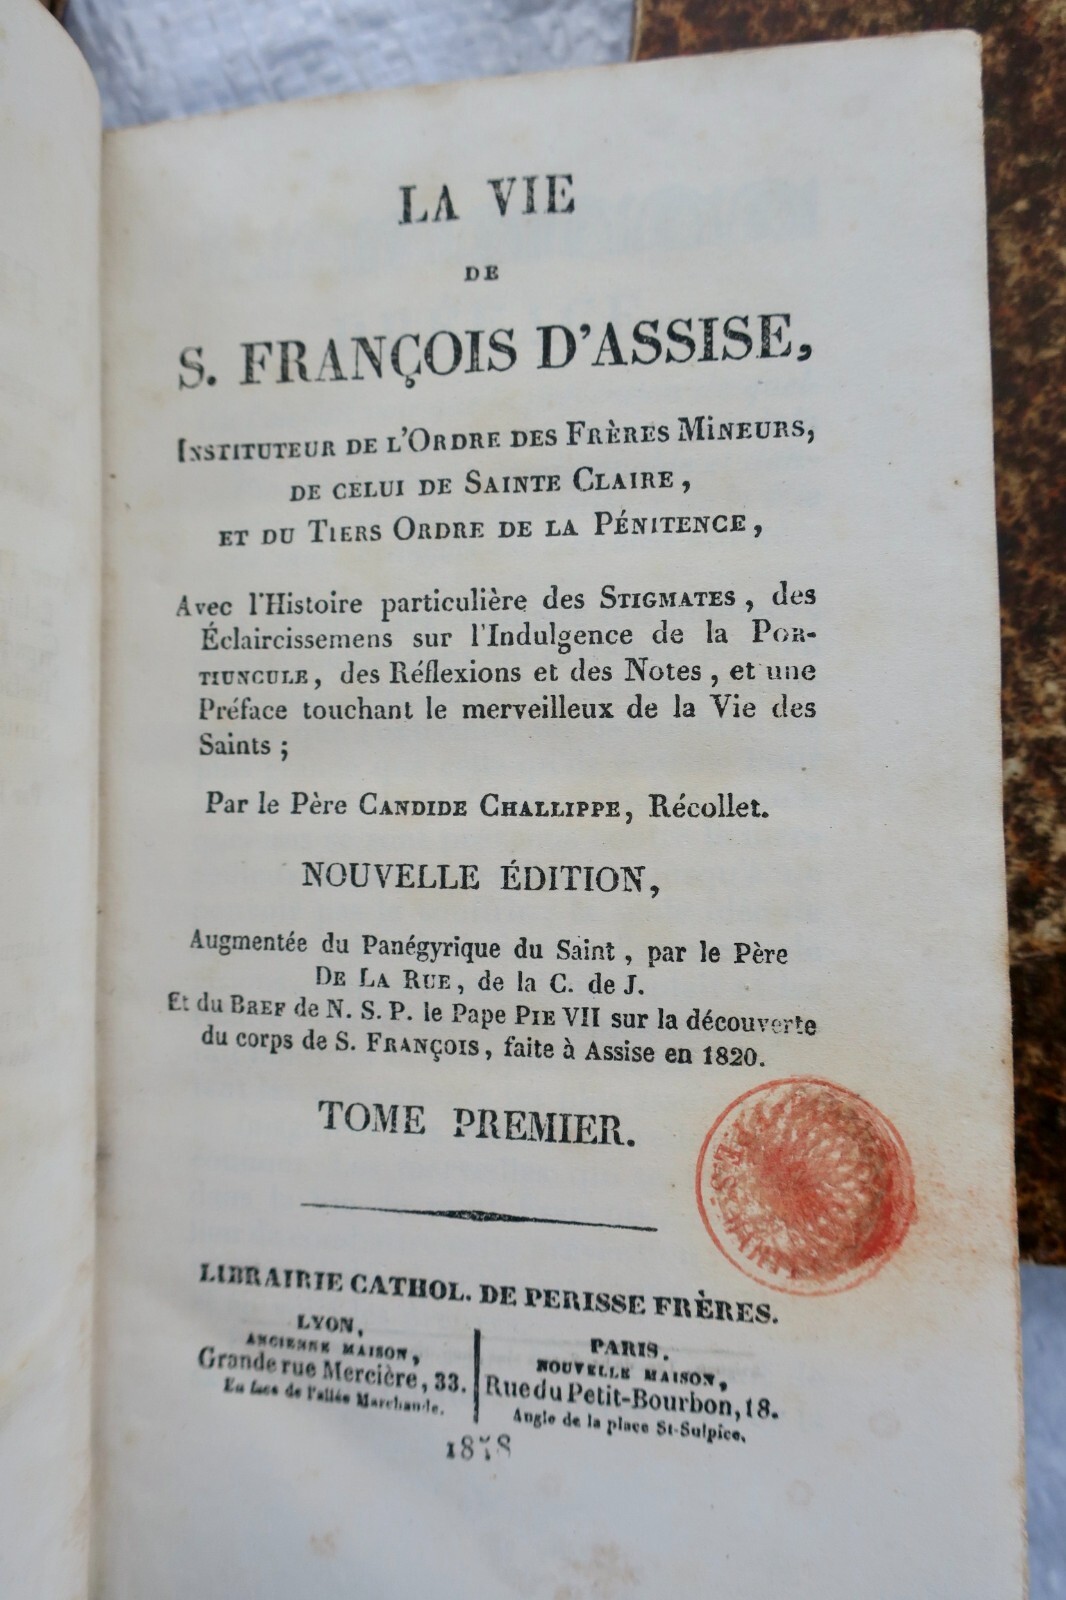 LA VIE
DE
S. FRANÇOIS D'ASSISE,
INSTITUTEUR DE L'ORDRE DES FRÈRES MINEURS,
DE CELUI DE SAINTE CLAIRE,
ET DU TIERS ORDRE DE LA PÉNITENCE,
Avec l'Histoire particulière des STIGMATES, des
Éclaircissemens sur l'Indulgence de la POR-
TIUNCULE, des Réflexions et des Notes, et une
Préface touchant le merveilleux de la Vie des
Saints;
Par le Père CANDIDE CHALLIPPE, Récollet.
NOUVELLE ÉDITION,
Augmentée du Panégyrique du Saint, par le Père
DE LA RUE, de la C. de J.
Et du BREF de N. S. P. le Pape PIE VII sur la découverte
du corps de S. FRANÇOIS, faite à Assise en 1820.
TOME PREMIER.
LIBRAIRIE CATHOL. DE PERISSE FRÈRES.
LYON,
ANCIENNE MAISON,
Grande rue Mercière, 33.
En face de l'allée Marchande.
PARIS.
NOUVELLE MAISON,
Rue du Petit-Bourbon, 18.
Angle de la place St-Sulpice.